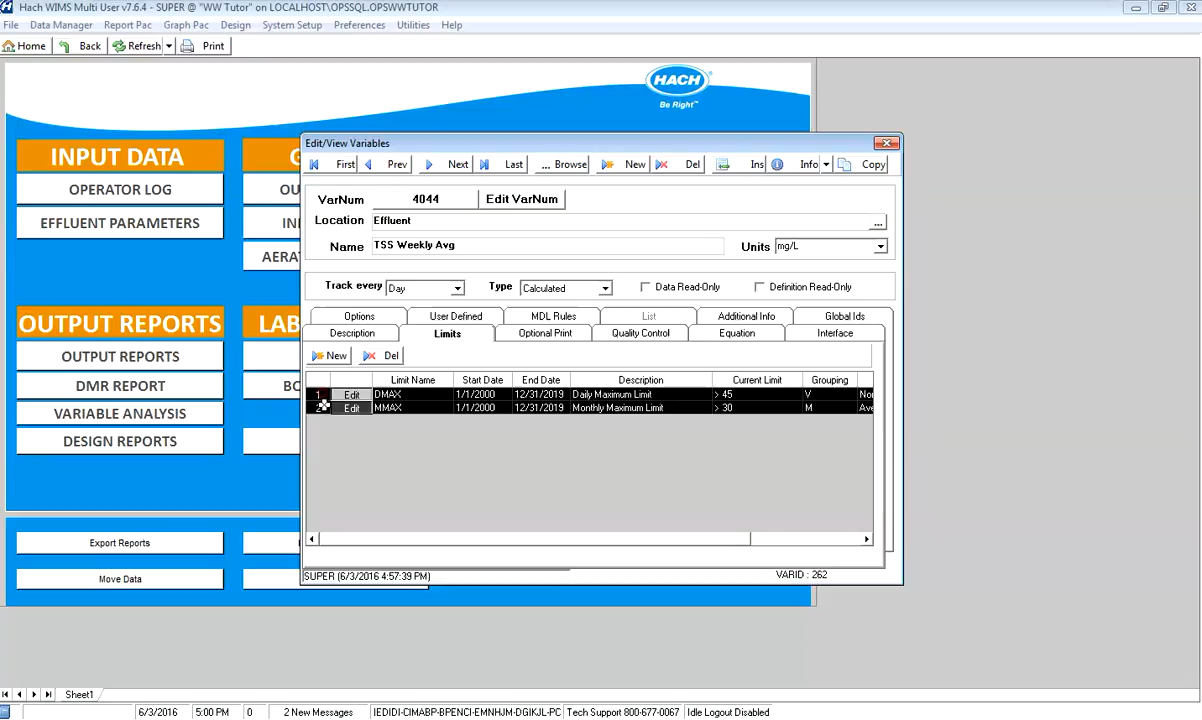 Hach WIMS Multi User v7.6.4 - SUPER @ "WW Tutor" on LOCALHOST\OPSSQL.OPSWWTUTOR
File Data Manager Report Pac Graph Pac Design System Setup Preferences Utilities Help
Home Back Refresh Print
HACH
Be Right™
INPUT DATA
OPERATOR LOG
EFFLUENT PARAMETERS
G
OU
IN
AERA
OUTPUT REPORTS
OUTPUT REPORTS
DMR REPORT
VARIABLE ANALYSIS
DESIGN REPORTS
LAB
BO
Export Reports
Move Data
Edit/View Variables
First Prev Next Last ... Browse New Del Ins Info Copy
VarNum 4044 Edit VarNum
Location Effluent ...
Name TSS Weekly Avg Units mg/L
Track every Day Type Calculated Data Read-Only Definition Read-Only
Options User Defined MDL Rules List Additional Info Global Ids
Description Limits Optional Print Quality Control Equation Interface
New Del
Limit Name Start Date End Date Description Current Limit Grouping
1 Edit DMAX 1/1/2000 12/31/2019 Daily Maximum Limit > 45 V No
2 Edit MMAX 1/1/2000 12/31/2019 Monthly Maximum Limit > 30 M Ave
SUPER (6/3/2016 4:57:39 PM) VARID : 262
Sheet1
6/3/2016 5:00 PM 0 2 New Messages IEDIDI-CIMABP-BPENCI-EMNHJM-DGIKJL-PC Tech Support 800-677-0067 Idle Logout Disabled